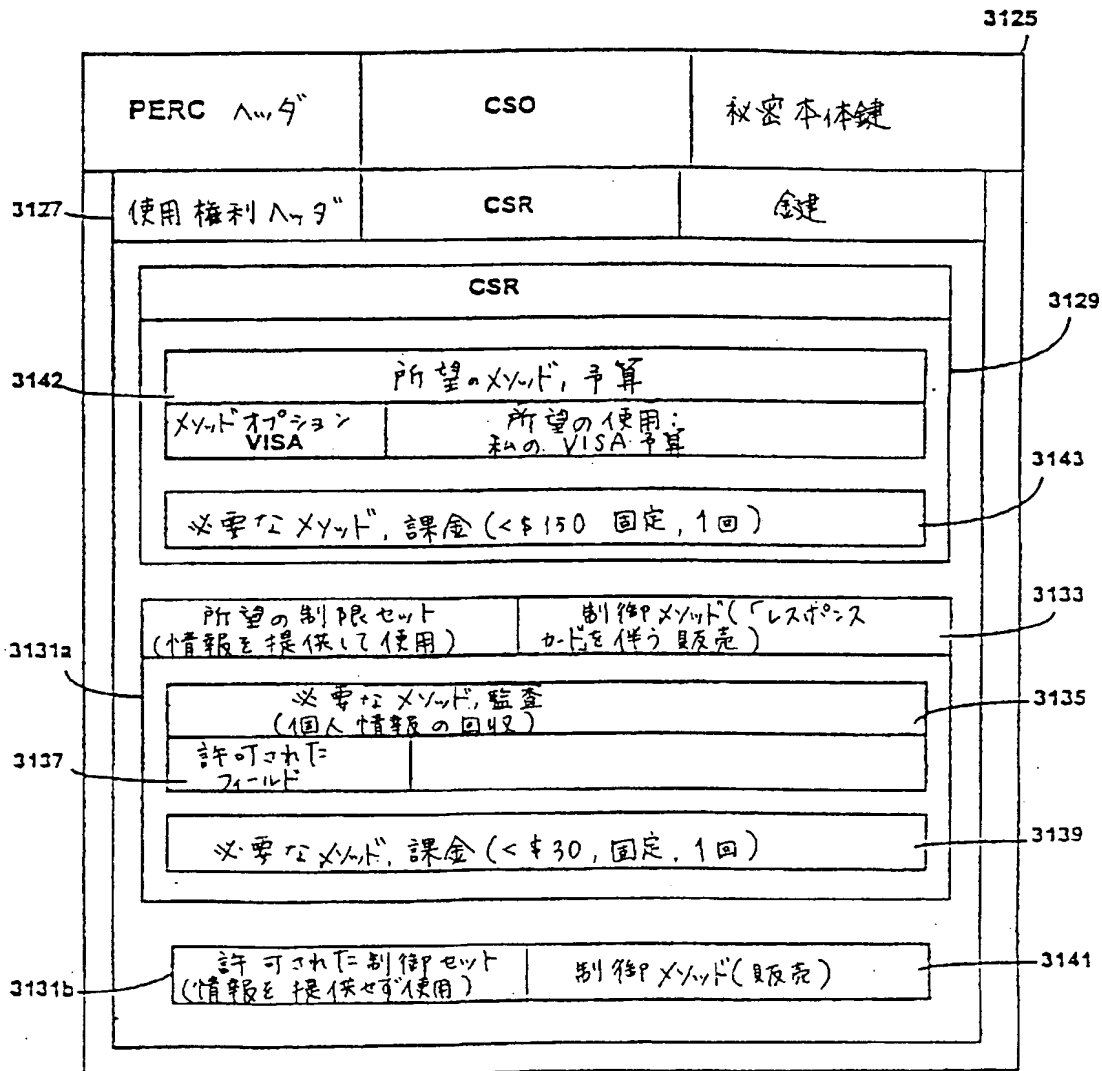 3125
PERC ヘッダ
CSO
秘密本体鍵
3127
使用権利ヘッダ
CSR
鍵
CSR
3129
3142
所望のメソッド, 予算
メソッドオプション
VISA
所望の使用:
私の VISA 予算
3143
必要なメソッド, 課金 (<$150 固定, 1回)
所望の制限セット
(情報を提供して使用)
制御メソッド(「レスポンス
カード」を伴う販売)
3133
3131a
必要なメソッド, 監査
(個人情報の回収)
3135
3137
許可された
フィールド
必要なメソッド, 課金 (<$30, 固定, 1回)
3139
3131b
許可された制御セット
(情報を提供せず使用)
制御メソッド(販売)
3141